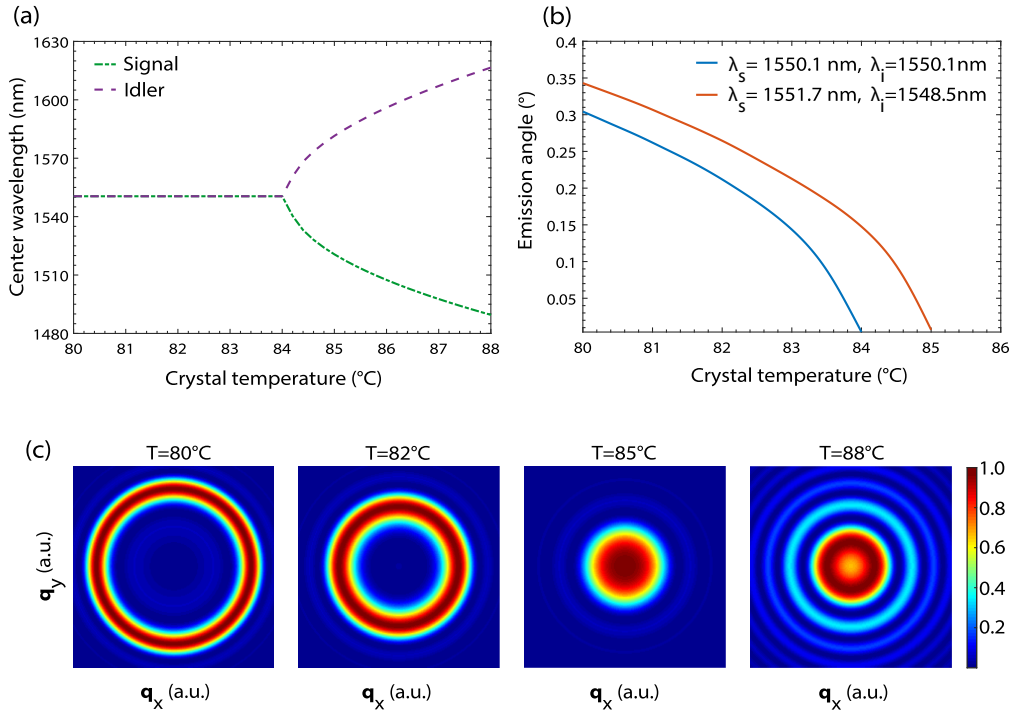 (a)
1630
1600
1570
1540
1510
1480
Center wavelength (nm)
Signal
Idler
80 81 82 83 84 85 86 87 88
Crystal temperature (°C)
(b)
0.4
0.35
0.3
0.25
0.2
0.15
0.1
0.05
Emission angle (°)
λs= 1550.1 nm, λi=1550.1nm
λs= 1551.7 nm, λi=1548.5nm
80 81 82 83 84 85 86
Crystal temperature (°C)
(c)
T=80°C T=82°C T=85°C T=88°C
qy (a.u.)
qx (a.u.) qx (a.u.) qx (a.u.) qx (a.u.)
1.0
0.8
0.6
0.4
0.2